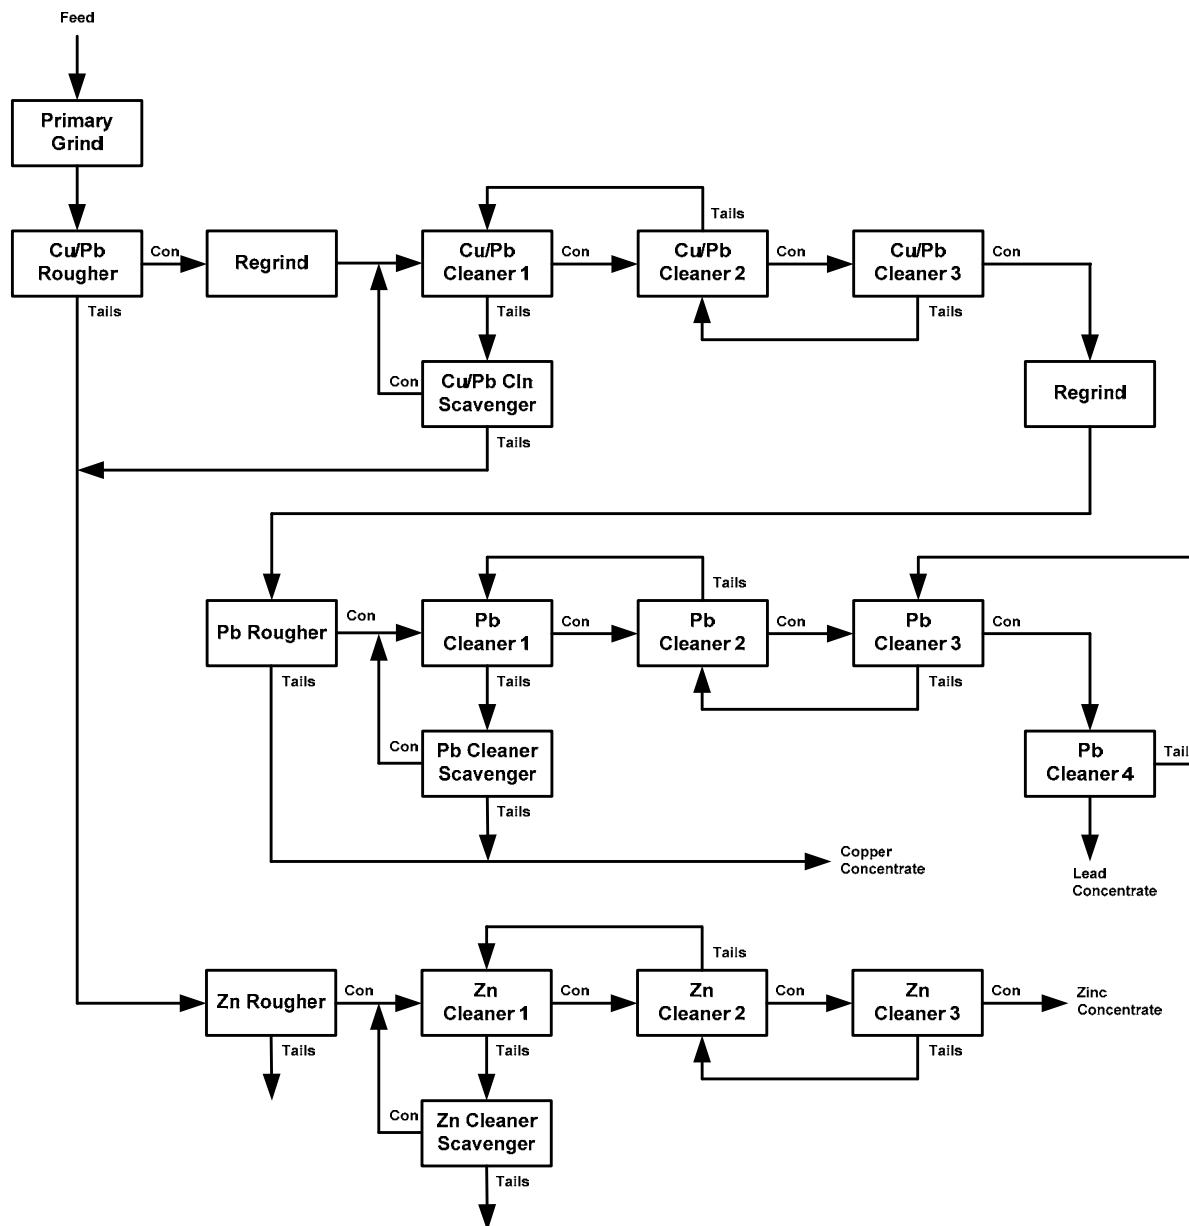 Feed
Primary
Grind
Cu/Pb
Rougher
Con
Tails
Regrind
Cu/Pb
Cleaner 1
Con
Tails
Tails
Cu/Pb
Cleaner 2
Con
Cu/Pb
Cleaner 3
Con
Tails
Con
Cu/Pb Cln
Scavenger
Tails
Regrind
Pb Rougher
Con
Tails
Pb
Cleaner 1
Con
Tails
Tails
Pb
Cleaner 2
Con
Pb
Cleaner 3
Con
Tails
Con
Pb Cleaner
Scavenger
Tails
Pb
Cleaner 4
Tail
Copper
Concentrate
Lead
Concentrate
Zn Rougher
Con
Tails
Zn
Cleaner 1
Con
Tails
Tails
Zn
Cleaner 2
Con
Zn
Cleaner 3
Con
Tails
Zinc
Concentrate
Con
Zn Cleaner
Scavenger
Tails